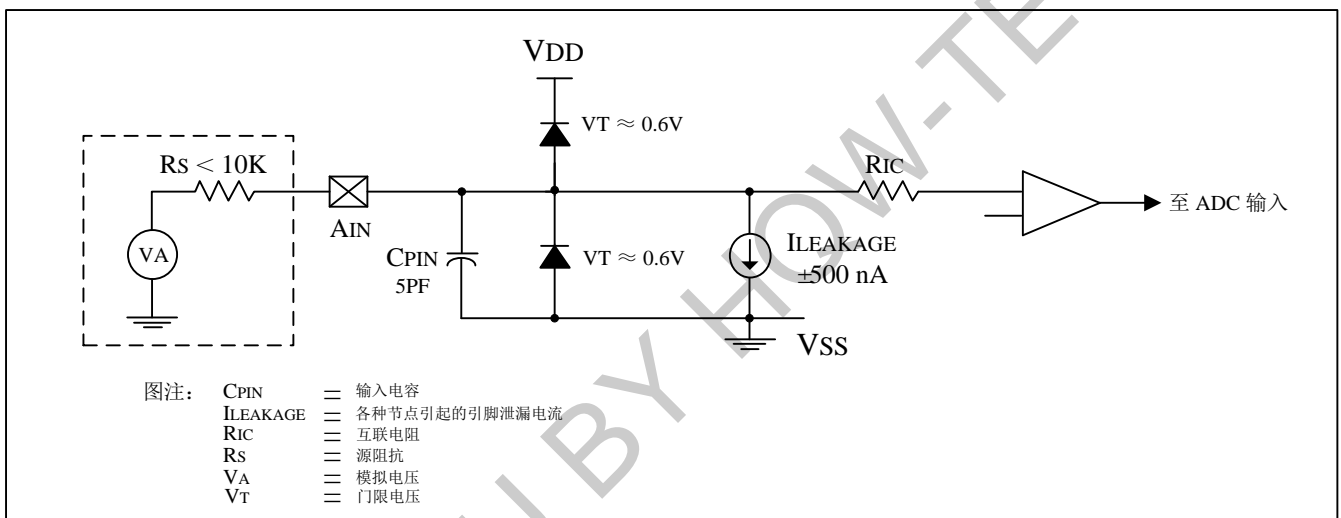 VDD
VT ≈ 0.6V
RS < 10K
RIC
AIN
至 ADC 输入
VA
CPIN
5PF
VT ≈ 0.6V
ILEAKAGE
±500 nA
VSS
图注: CPIN = 输入电容
ILEAKAGE = 各种节点引起的引脚泄漏电流
RIC = 互联电阻
RS = 源阻抗
VA = 模拟电压
VT = 门限电压
BY HOW-TE